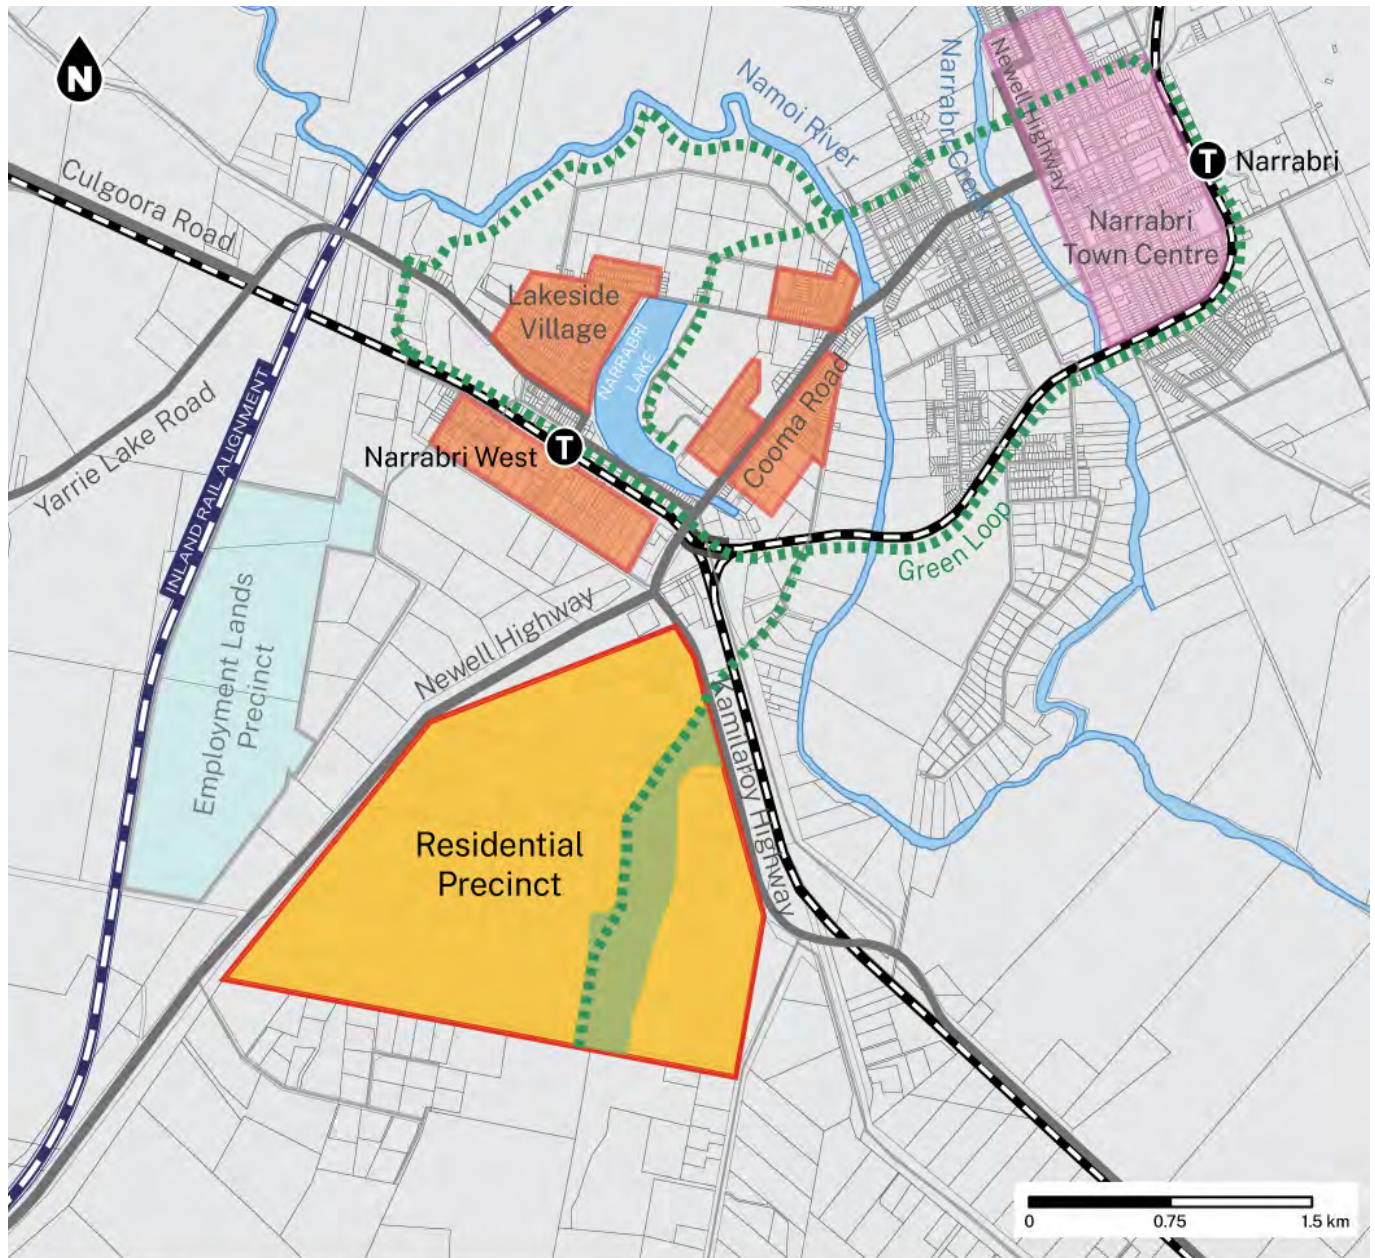 N
Culgoora Road
Namoi River
Narrabri Creek
Newell Highway
T
Narrabri
Narrabri
Town Centre
Lakeside
Village
NARRABRI
LAKE
Cooma Road
Yarrie Lake Road
INLAND RAIL ALIGNMENT
Narrabri West
T
Green Loop
Employment Lands
Precinct
Newell Highway
Kamilaroy Highway
Residential
Precinct
0
0.75
1.5 km